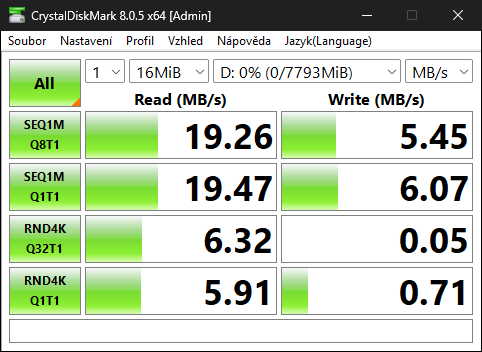 CrystalDiskMark 8.0.5 x64 [Admin]
Soubor Nastavení Profil Vzhled Nápověda Jazyk(Language)
All 1 16MiB D: 0% (0/7793MiB) MB/s
Read (MB/s) Write (MB/s)
SEQ1M
Q8T1 19.26 5.45
SEQ1M
Q1T1 19.47 6.07
RND4K
Q32T1 6.32 0.05
RND4K
Q1T1 5.91 0.71